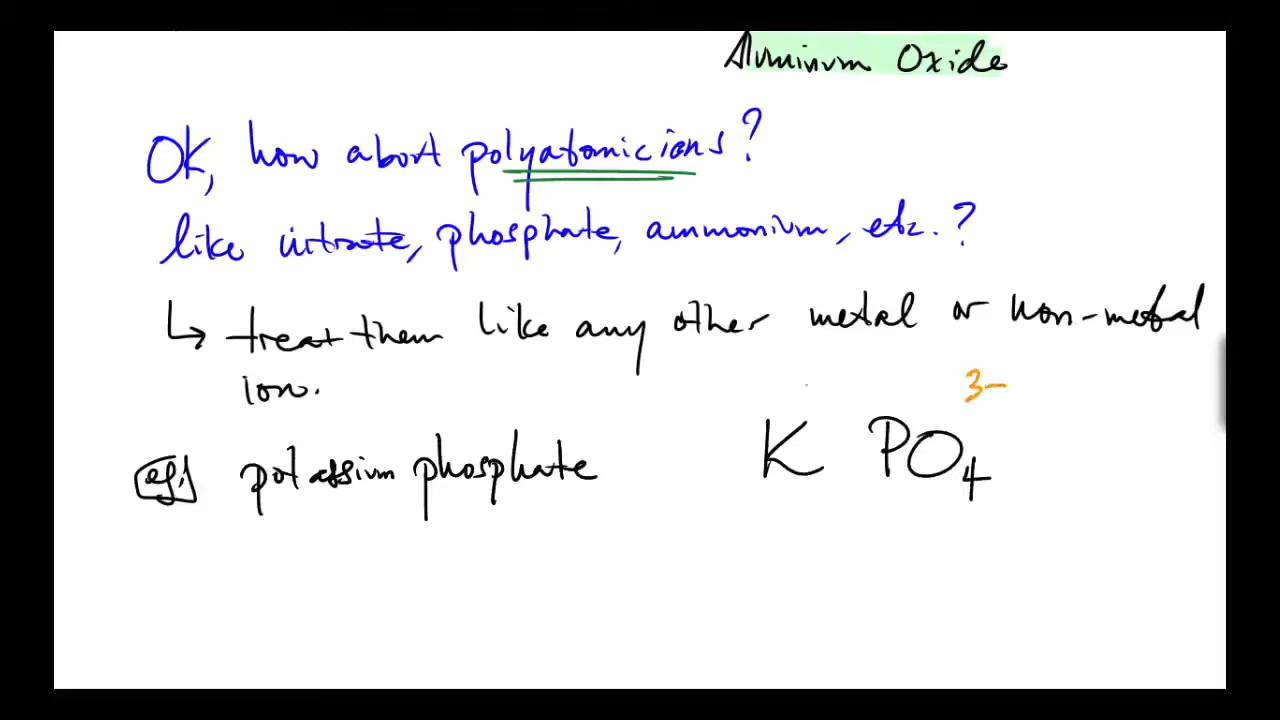 Aluminum Oxide
OK, how about polyatomic ions?
like nitrate, phosphate, ammonium, etc.?
↳ treat them like any other metal or non-metal
ion.
eg.) potassium phosphate K PO4 3-